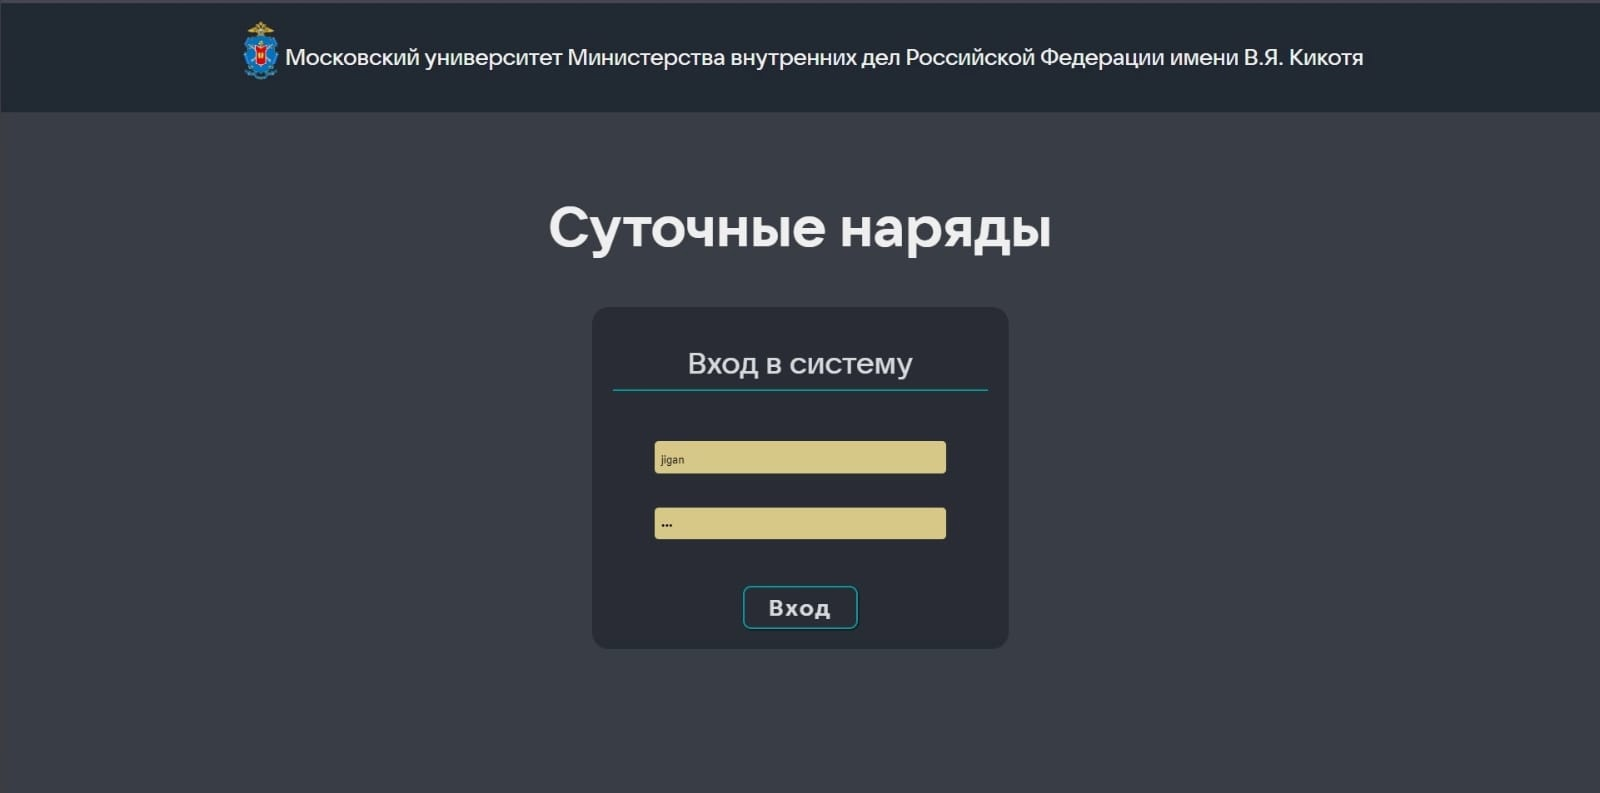 Московский университет Министерства внутренних дел Российской Федерации имени В.Я. Кикотя
Суточные наряды
Вход в систему
jigan
•••
Вход